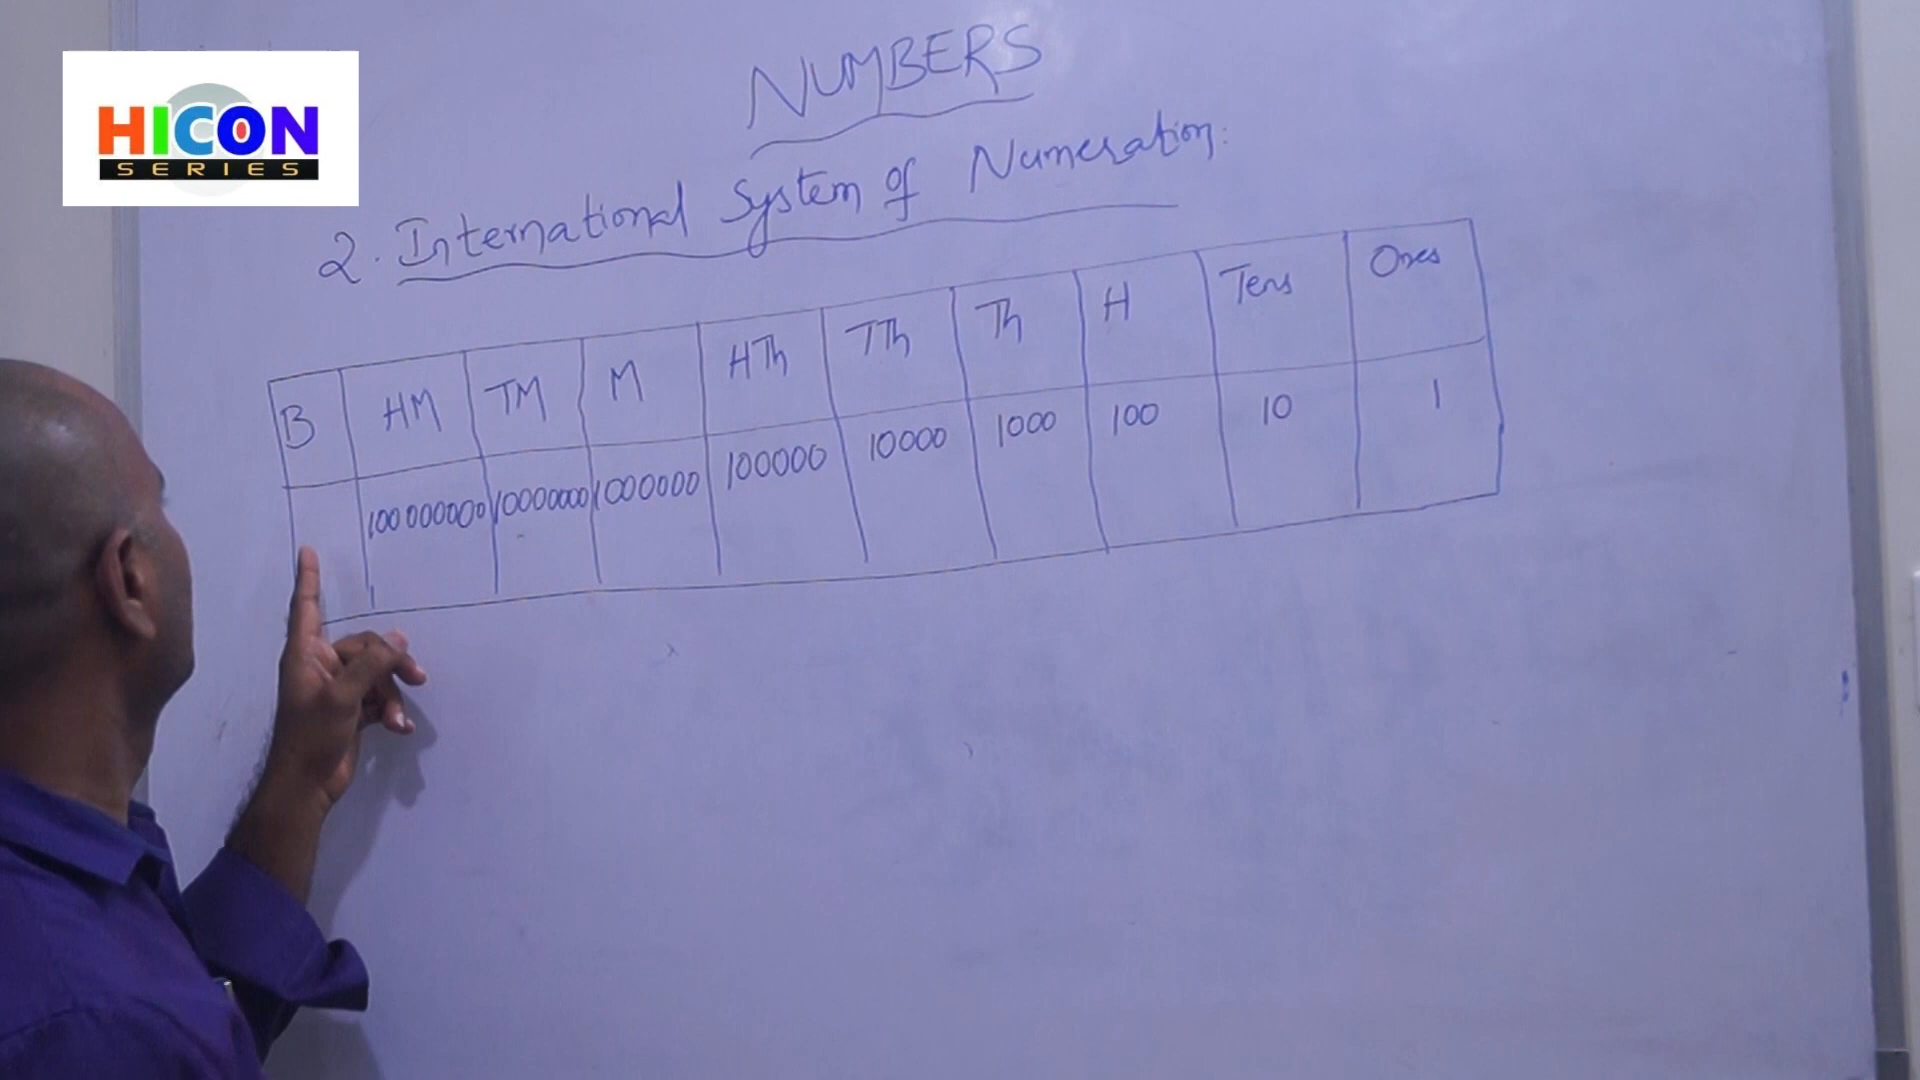 HICON
SERIES
NUMBERS
2. International System of Numeration:
B HM TM M HTh TTh Th H Tens Ones
100000000 10000000 1000000 100000 10000 1000 100 10 1